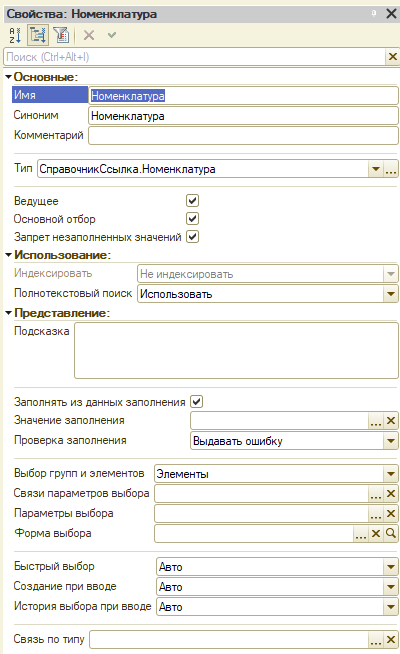 Свойства: Номенклатура
Поиск (Ctrl+Alt+I)
Основные:
Имя Номенклатура
Синоним Номенклатура
Комментарий
Тип СправочникСсылка.Номенклатура ...
Ведущее
Основной отбор
Запрет незаполненных значений
Использование:
Индексировать Не индексировать
Полнотекстовый поиск Использовать
Представление:
Подсказка
Заполнять из данных заполнения
Значение заполнения ...
Проверка заполнения Выдавать ошибку
Выбор групп и элементов Элементы
Связи параметров выбора ...
Параметры выбора ...
Форма выбора ...
Быстрый выбор Авто
Создание при вводе Авто
История выбора при вводе Авто
Связь по типу ...